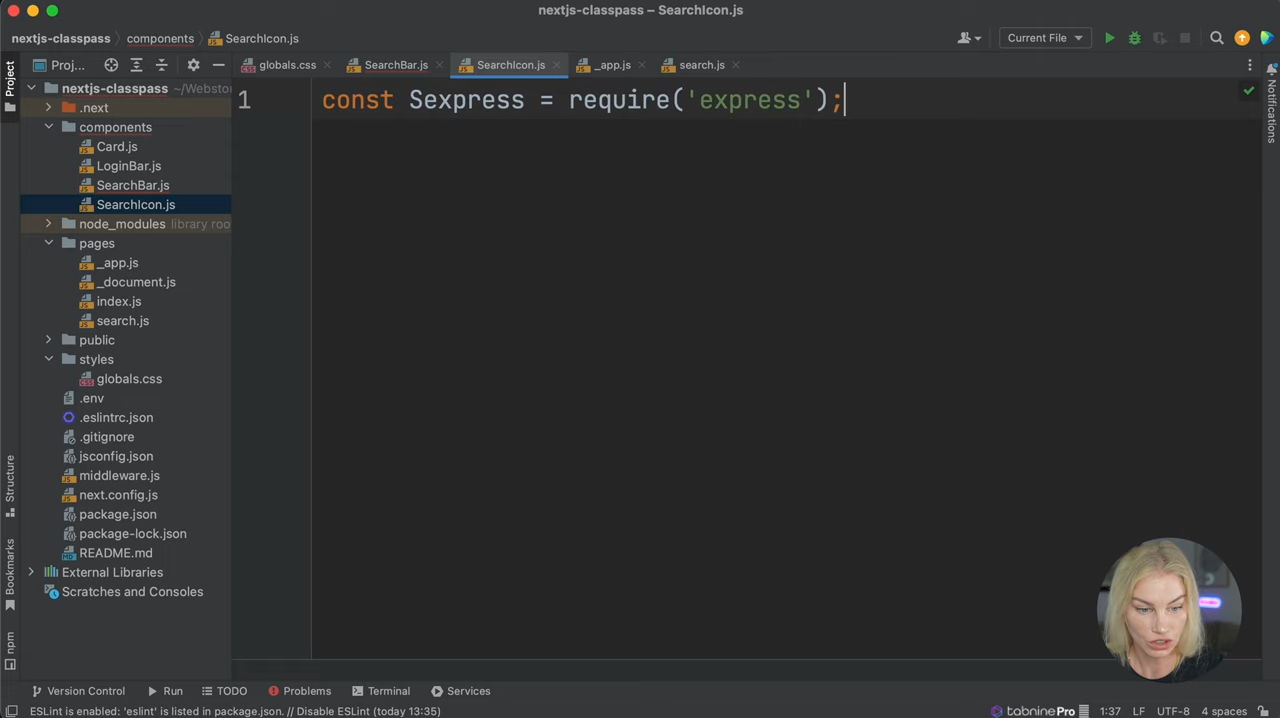 nextjs-classpass – SearchIcon.js
nextjs-classpass components SearchIcon.js Current File
Project Proj... globals.css SearchBar.js SearchIcon.js _app.js search.js Notifications
nextjs-classpass ~/Websto
.next
components
Card.js
LoginBar.js
SearchBar.js
SearchIcon.js
node_modules library roo
pages
_app.js
_document.js
index.js
search.js
public
styles
globals.css
.env
.eslintrc.json
.gitignore
jsconfig.json
middleware.js
next.config.js
package.json
package-lock.json
README.md
External Libraries
Scratches and Consoles
1 const Sexpress = require('express');
Structure
Bookmarks
npm
Version Control Run TODO Problems Terminal Services
ESLint is enabled: 'eslint' is listed in package.json. // Disable ESLint (today 13:35) tabnine Pro 1:37 LF UTF-8 4 spaces